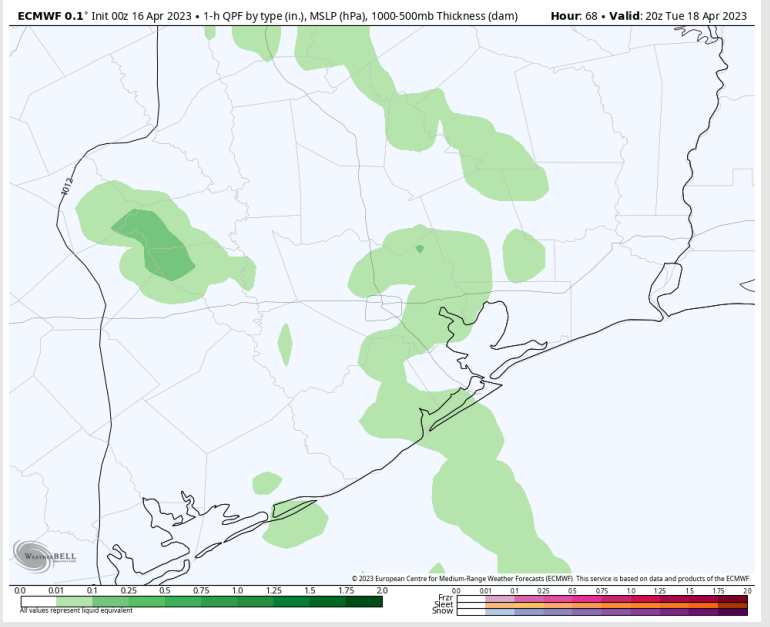 ECMWF 0.1° Init 00z 16 Apr 2023 • 1-h QPF by type (in.), MSLP (hPa), 1000-500mb Thickness (dam)
Hour: 68 • Valid: 20z Tue 18 Apr 2023
1012
WEATHERBELL
© 2023 European Centre for Medium-Range Weather Forecasts (ECMWF). This service is based on data and products of the ECMWF.
0.0 0.01 0.1 0.25 0.5 0.75 1.0 1.25 1.5 1.75 2.0
All values represent liquid equivalent
0.0 0.01 0.1 0.25 0.5 0.75 1.0 1.25 1.5 1.75 2.0
Frzr
Sleet
Snow